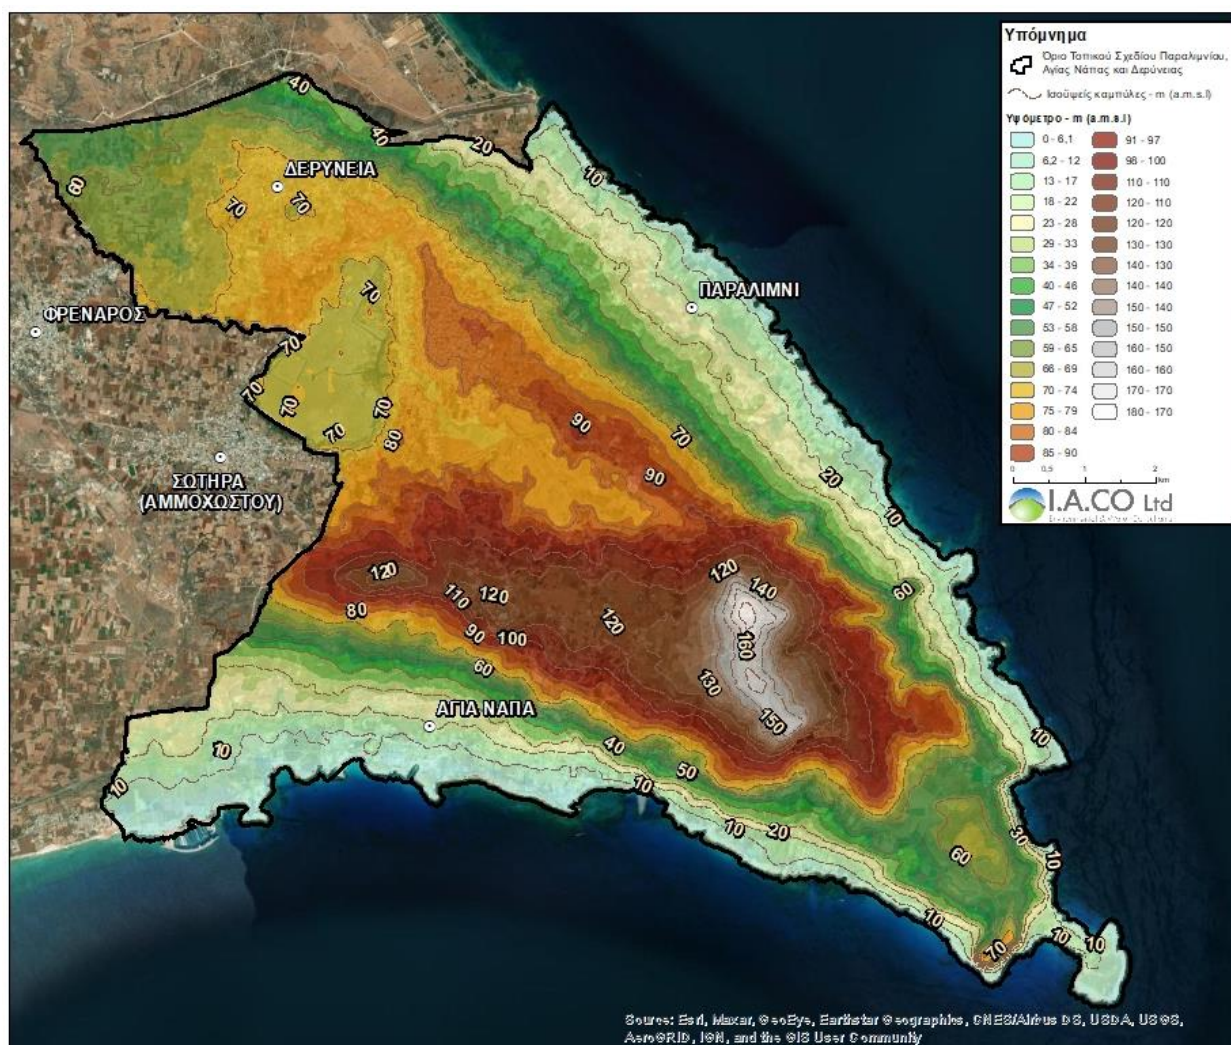 Υπόμνημα
Όριο Τοπικού Σχεδίου Παραλιμνίου,
Αγίας Νάπας και Δερύνειας
Ισοϋψείς καμπύλες - m (a.m.s.l)
Υψόμετρο - m (a.m.s.l)
0 - 6,1
6,2 - 12
13 - 17
18 - 22
23 - 28
29 - 33
34 - 39
40 - 46
47 - 52
53 - 58
59 - 65
66 - 69
70 - 74
75 - 79
80 - 84
85 - 90
91 - 97
98 - 100
110 - 110
120 - 110
120 - 120
130 - 130
140 - 130
140 - 140
150 - 140
150 - 150
160 - 150
160 - 160
170 - 170
180 - 170
0 0,5 1 2
km
I.A.CO Ltd
40
40
20
10
ΔΕΡΥΝΕΙΑ
60
70
70
70
ΠΑΡΑΛΙΜΝΙ
ΦΡΕΝΑΡΟΣ
70
70
70
70
70
80
90
70
90
20
10
ΣΩΤΗΡΑ
(ΑΜΜΟΧΩΣΤΟΥ)
120
120
140
110
120
60
80
120
90
100
160
60
130
150
ΑΓΙΑ ΝΑΠΑ
10
40
10
50
10
10
10
20
30
60
10
10
10
10
70
Source: Esri, Maxar, GeoEye, Earthstar Geographics, CNES/Airbus DS, USDA, USGS,
AeroGRID, IGN, and the GIS User Community